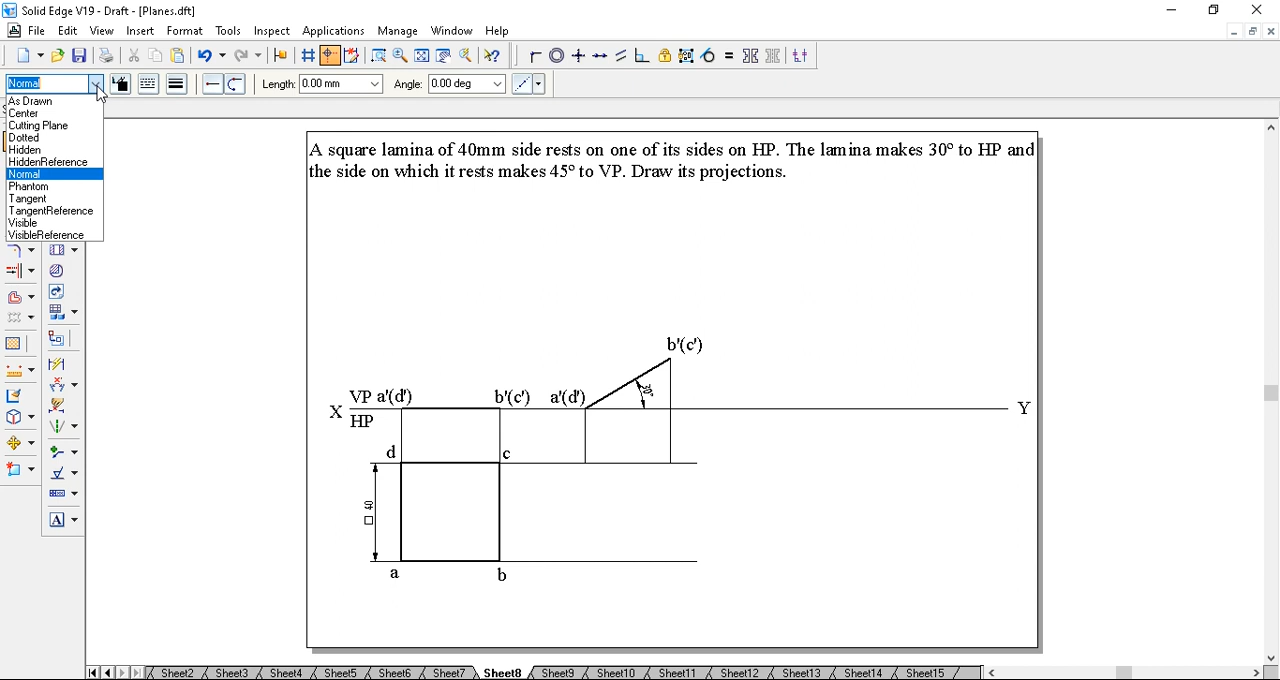 Solid Edge V19 - Draft - [Planes.dft]
File Edit View Insert Format Tools Inspect Applications Manage Window Help
Normal Length: 0.00 mm Angle: 0.00 deg
As Drawn
Center
Cutting Plane
Dotted
Hidden
HiddenReference
Normal
Phantom
Tangent
TangentReference
Visible
VisibleReference
A square lamina of 40mm side rests on one of its sides on HP. The lamina makes 30° to HP and
the side on which it rests makes 45° to VP. Draw its projections.
b'(c')
30°
VP a'(d') b'(c') a'(d')
X Y
HP
d c
□ 40
a b
A
Sheet2 Sheet3 Sheet4 Sheet5 Sheet6 Sheet7 Sheet8 Sheet9 Sheet10 Sheet11 Sheet12 Sheet13 Sheet14 Sheet15